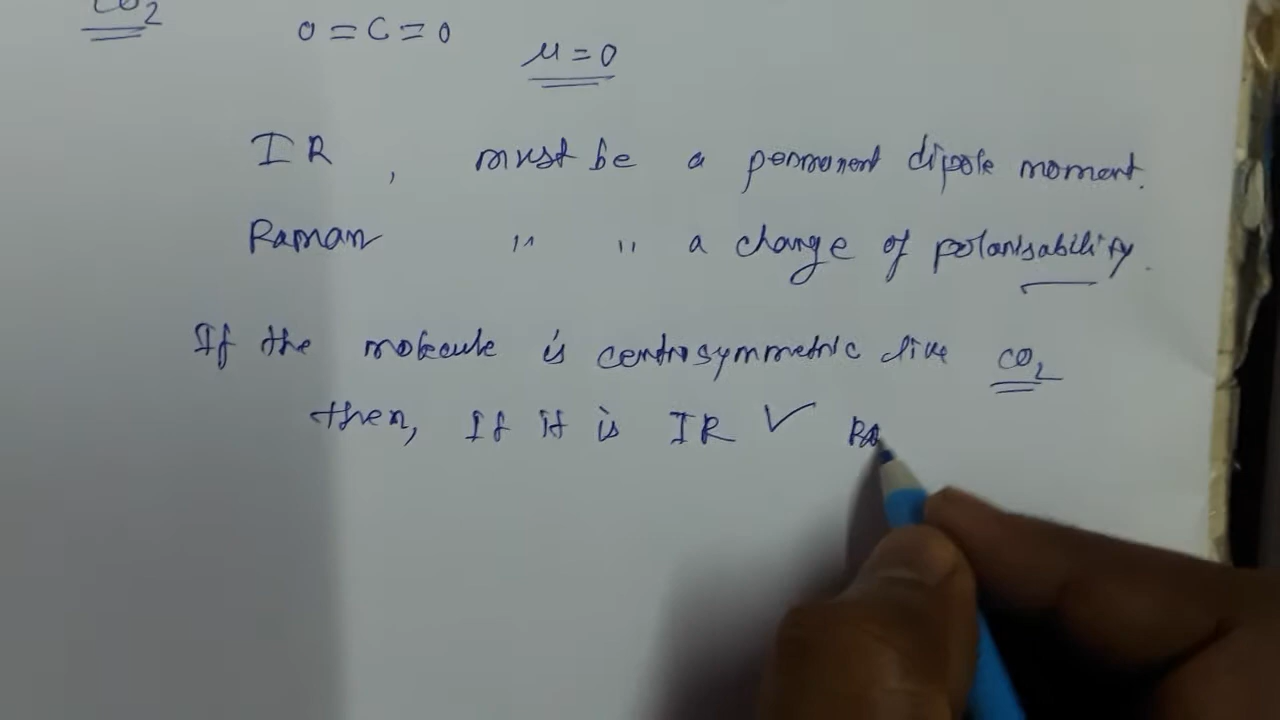 CO2
O = C = O
μ = 0
IR, must be a permanent dipole moment.
Raman " " a change of polarisability.
If the molecule is centrosymmetric like CO2
then, If it is IR ✓ Ra